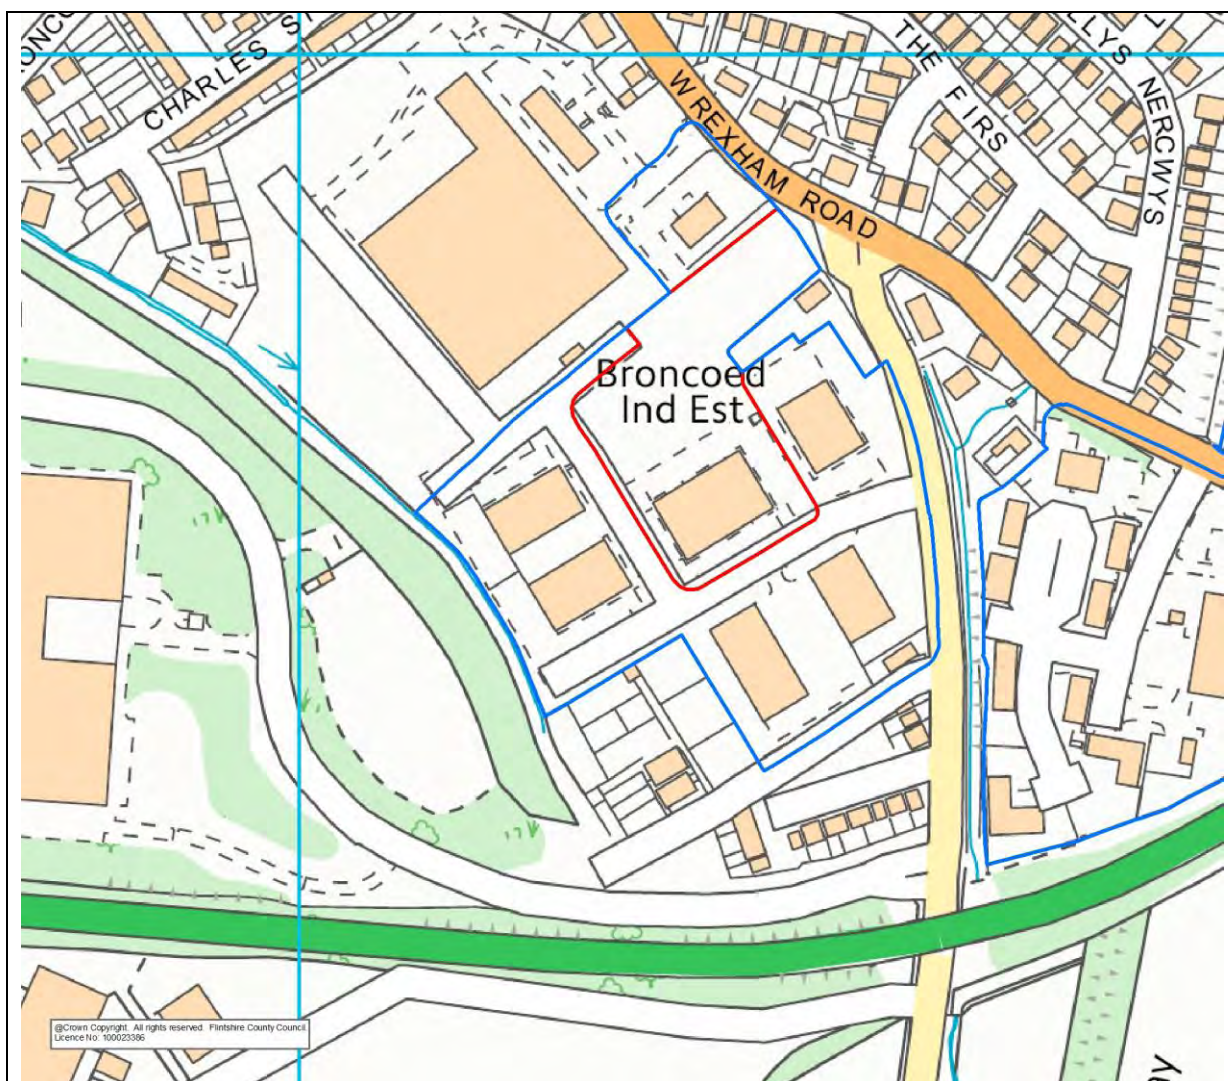 CHARLES
WREXHAM ROAD
THE FIRS
NERCWYS
Broncoed
Ind Est
@Crown Copyright. All rights reserved. Flintshire County Council.
Licence No: 100023386